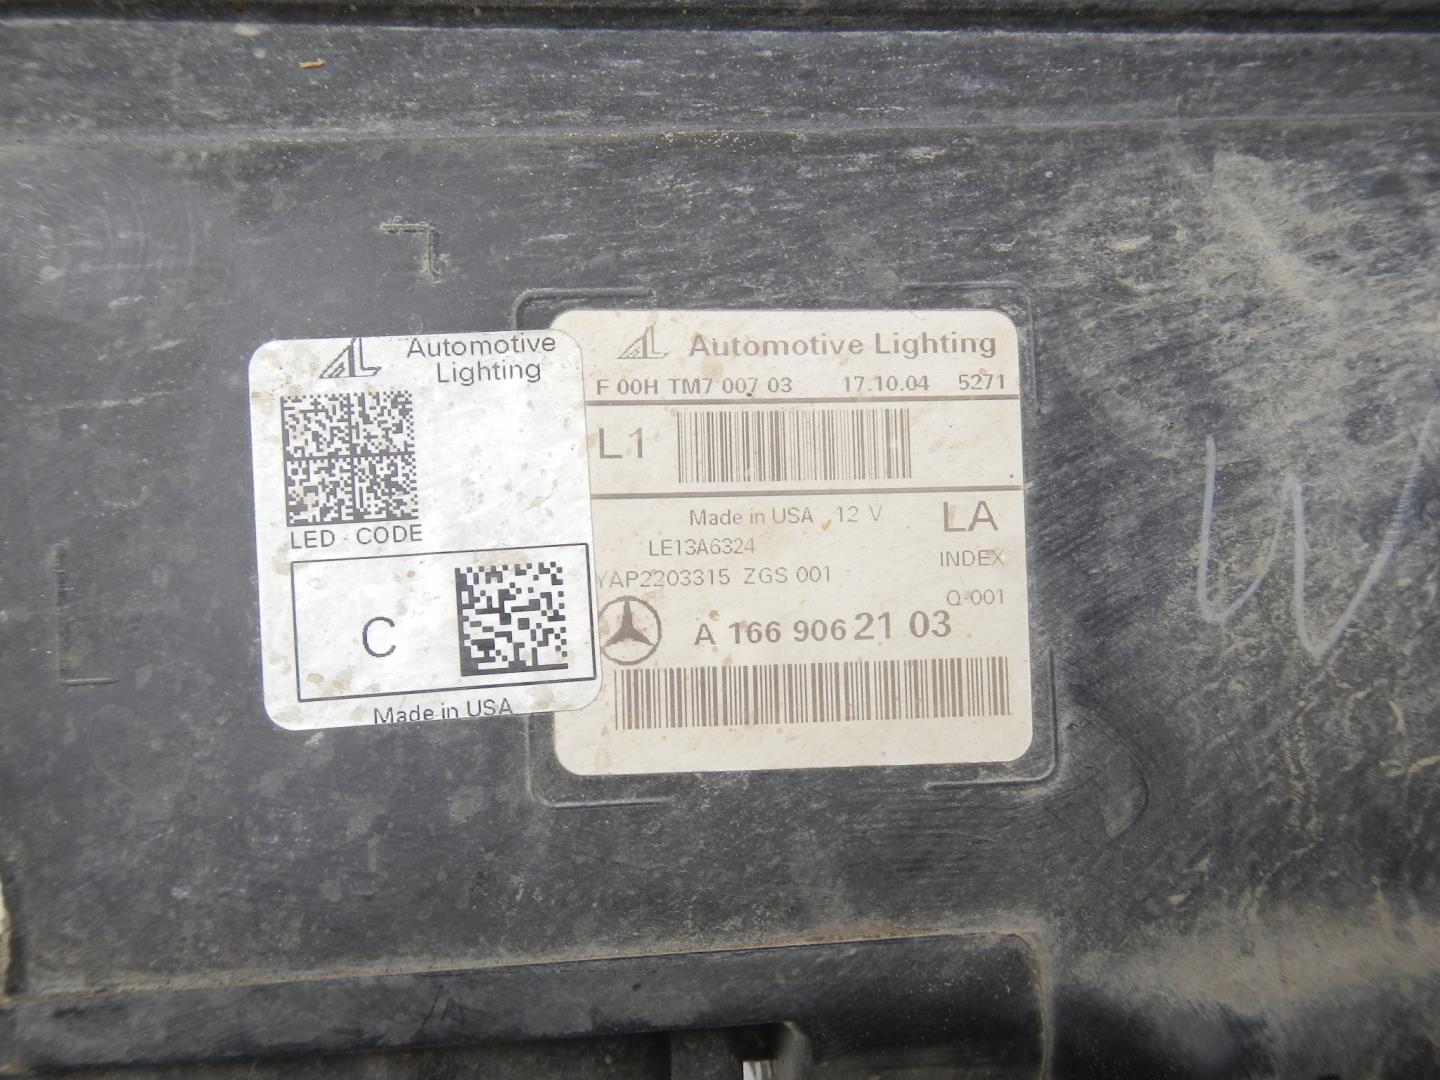 Automotive
Lighting
LED - CODE
C
Made in USA
Automotive Lighting
F 00H TM7 007 03 17.10.04 5271
L1
Made in USA 12 V LA
LE13A6324
INDEX
YAP2203315 ZGS 001
Q 001
A 166 906 21 03